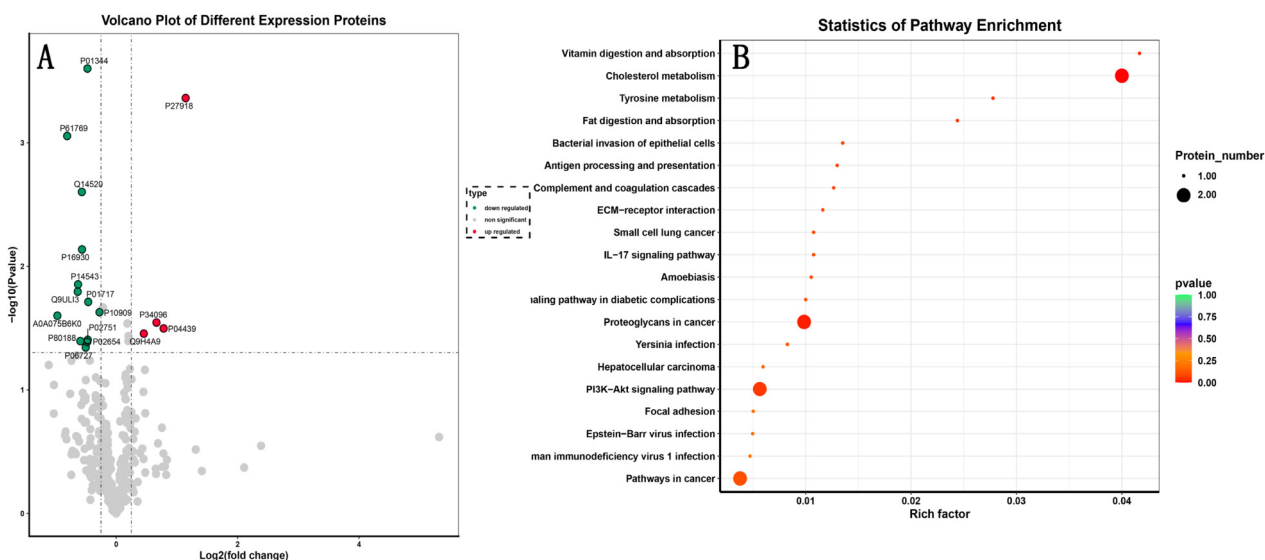 Volcano Plot of Different Expression Proteins
A
P01344
P27918
P61769
Q14520
P16930
P14543
Q9ULI3
P01717
P10909
A0A075B6K0
P34096
P04439
P02751
P80188
P02654
Q9H4A9
P06727
3
2
1
0
0
2
4
−log10(Pvalue)
Log2(fold change)
type
down regulated
non significant
up regulated
Statistics of Pathway Enrichment
B
Vitamin digestion and absorption
Cholesterol metabolism
Tyrosine metabolism
Fat digestion and absorption
Bacterial invasion of epithelial cells
Antigen processing and presentation
Complement and coagulation cascades
ECM−receptor interaction
Small cell lung cancer
IL−17 signaling pathway
Amoebiasis
naling pathway in diabetic complications
Proteoglycans in cancer
Yersinia infection
Hepatocellular carcinoma
PI3K−Akt signaling pathway
Focal adhesion
Epstein−Barr virus infection
man immunodeficiency virus 1 infection
Pathways in cancer
0.01
0.02
0.03
0.04
Rich factor
Protein_number
1.00
2.00
pvalue
1.00
0.75
0.50
0.25
0.00